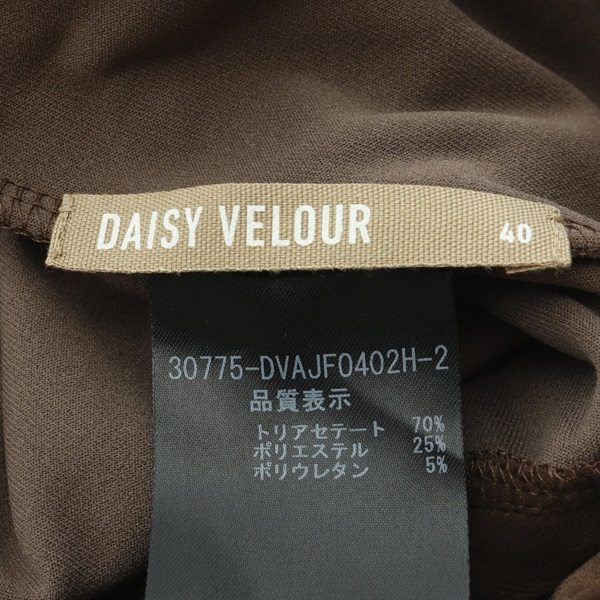 DAISY VELOUR 40
30775-DVAJF0402H-2
品質表示
トリアセテート 70%
ポリエステル 25%
ポリウレタン 5%